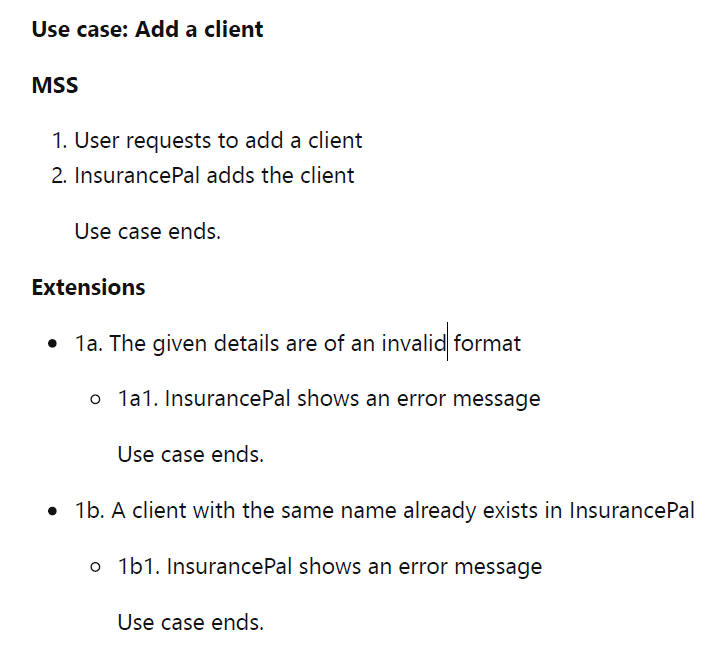 Use case: Add a client
MSS
1. User requests to add a client
2. InsurancePal adds the client
Use case ends.
Extensions
• 1a. The given details are of an invalid format
○ 1a1. InsurancePal shows an error message
Use case ends.
• 1b. A client with the same name already exists in InsurancePal
○ 1b1. InsurancePal shows an error message
Use case ends.